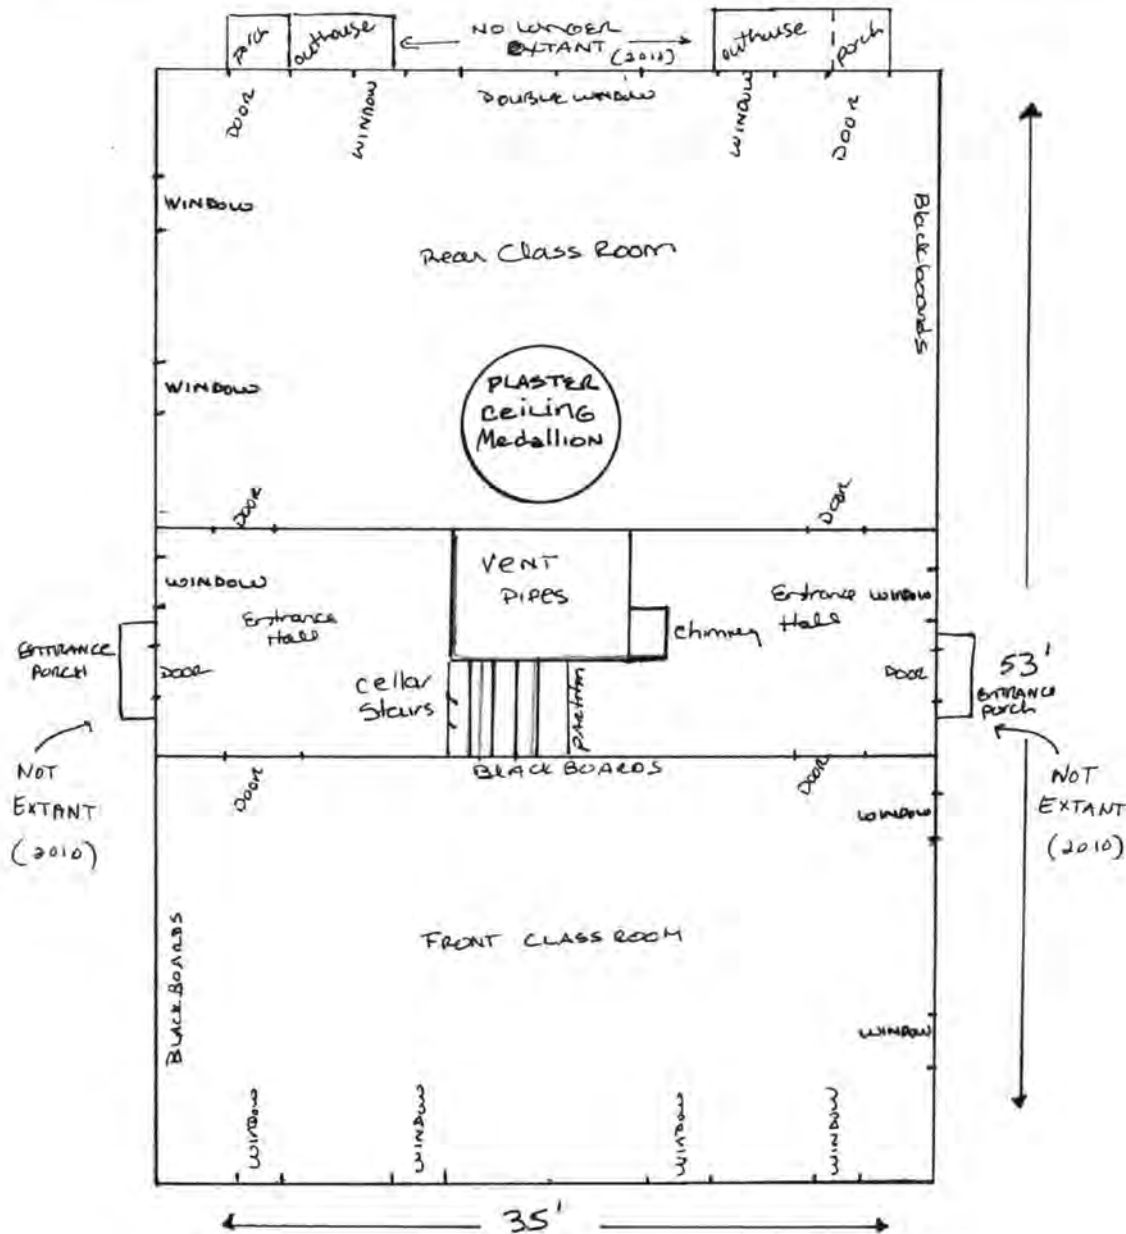 porch
outhouse
NO LONGER
EXTANT
(2010)
outhouse
porch
DOOR
WINDOW
DOUBLE WINDOW
WINDOW
DOOR
WINDOW
Rear Class Room
Blackboards
WINDOW
PLASTER
CEILING
Medallion
DOOR
DOOR
WINDOW
VENT
PIPES
Entrance
Hall
Chimney
Entrance
Hall
WINDOW
ENTRANCE
PORCH
DOOR
Cellar
Stairs
DOOR
53'
ENTRANCE
Porch
BLACKBOARDS
DOOR
DOOR
NOT
EXTANT
(2010)
WINDOW
NOT
EXTANT
(2010)
BLACKBOARDS
FRONT CLASS ROOM
WINDOW
WINDOW
WINDOW
WINDOW
WINDOW
35'